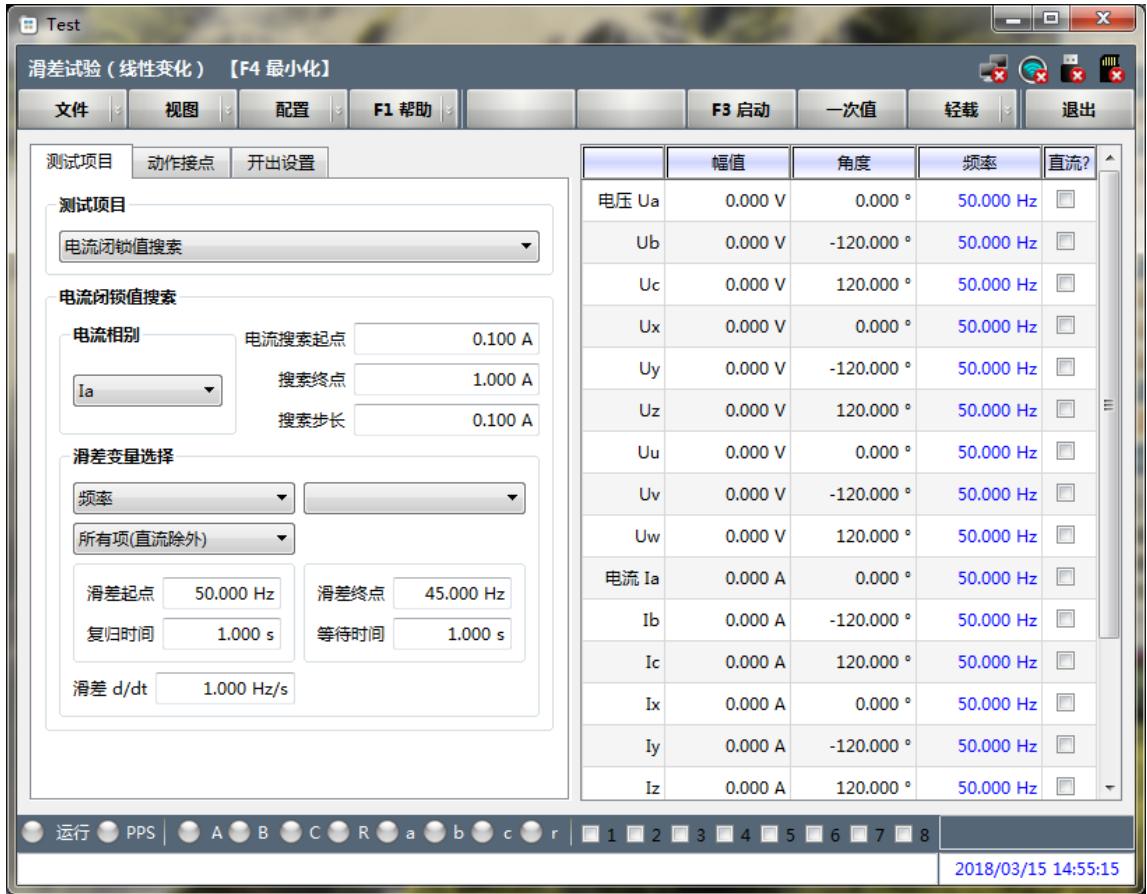 Test
滑差试验（线性变化） 【F4 最小化】
文件 视图 配置 F1 帮助 F3 启动 一次值 轻载 退出
测试项目 动作接点 开出设置
测试项目
电流闭锁值搜索
电流闭锁值搜索
电流相别
Ia
电流搜索起点 0.100 A
搜索终点 1.000 A
搜索步长 0.100 A
滑差变量选择
频率
所有项(直流除外)
滑差起点 50.000 Hz 滑差终点 45.000 Hz
复归时间 1.000 s 等待时间 1.000 s
滑差 d/dt 1.000 Hz/s
幅值 角度 频率 直流?
电压 Ua 0.000 V 0.000 ° 50.000 Hz
Ub 0.000 V -120.000 ° 50.000 Hz
Uc 0.000 V 120.000 ° 50.000 Hz
Ux 0.000 V 0.000 ° 50.000 Hz
Uy 0.000 V -120.000 ° 50.000 Hz
Uz 0.000 V 120.000 ° 50.000 Hz
Uu 0.000 V 0.000 ° 50.000 Hz
Uv 0.000 V -120.000 ° 50.000 Hz
Uw 0.000 V 120.000 ° 50.000 Hz
电流 Ia 0.000 A 0.000 ° 50.000 Hz
Ib 0.000 A -120.000 ° 50.000 Hz
Ic 0.000 A 120.000 ° 50.000 Hz
Ix 0.000 A 0.000 ° 50.000 Hz
Iy 0.000 A -120.000 ° 50.000 Hz
Iz 0.000 A 120.000 ° 50.000 Hz
运行 PPS A B C R a b c r 1 2 3 4 5 6 7 8
2018/03/15 14:55:15